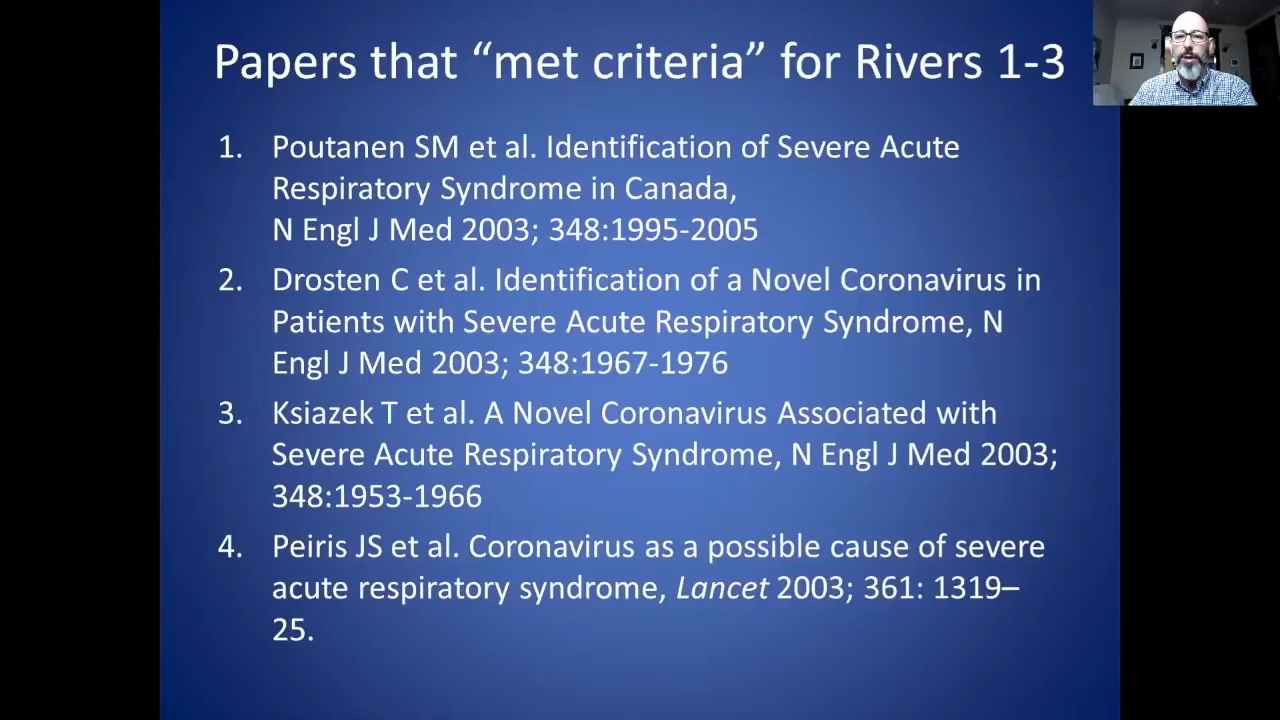 Papers that “met criteria” for Rivers 1-3
1. Poutanen SM et al. Identification of Severe Acute
Respiratory Syndrome in Canada,
N Engl J Med 2003; 348:1995-2005
2. Drosten C et al. Identification of a Novel Coronavirus in
Patients with Severe Acute Respiratory Syndrome, N
Engl J Med 2003; 348:1967-1976
3. Ksiazek T et al. A Novel Coronavirus Associated with
Severe Acute Respiratory Syndrome, N Engl J Med 2003;
348:1953-1966
4. Peiris JS et al. Coronavirus as a possible cause of severe
acute respiratory syndrome, Lancet 2003; 361: 1319–
25.